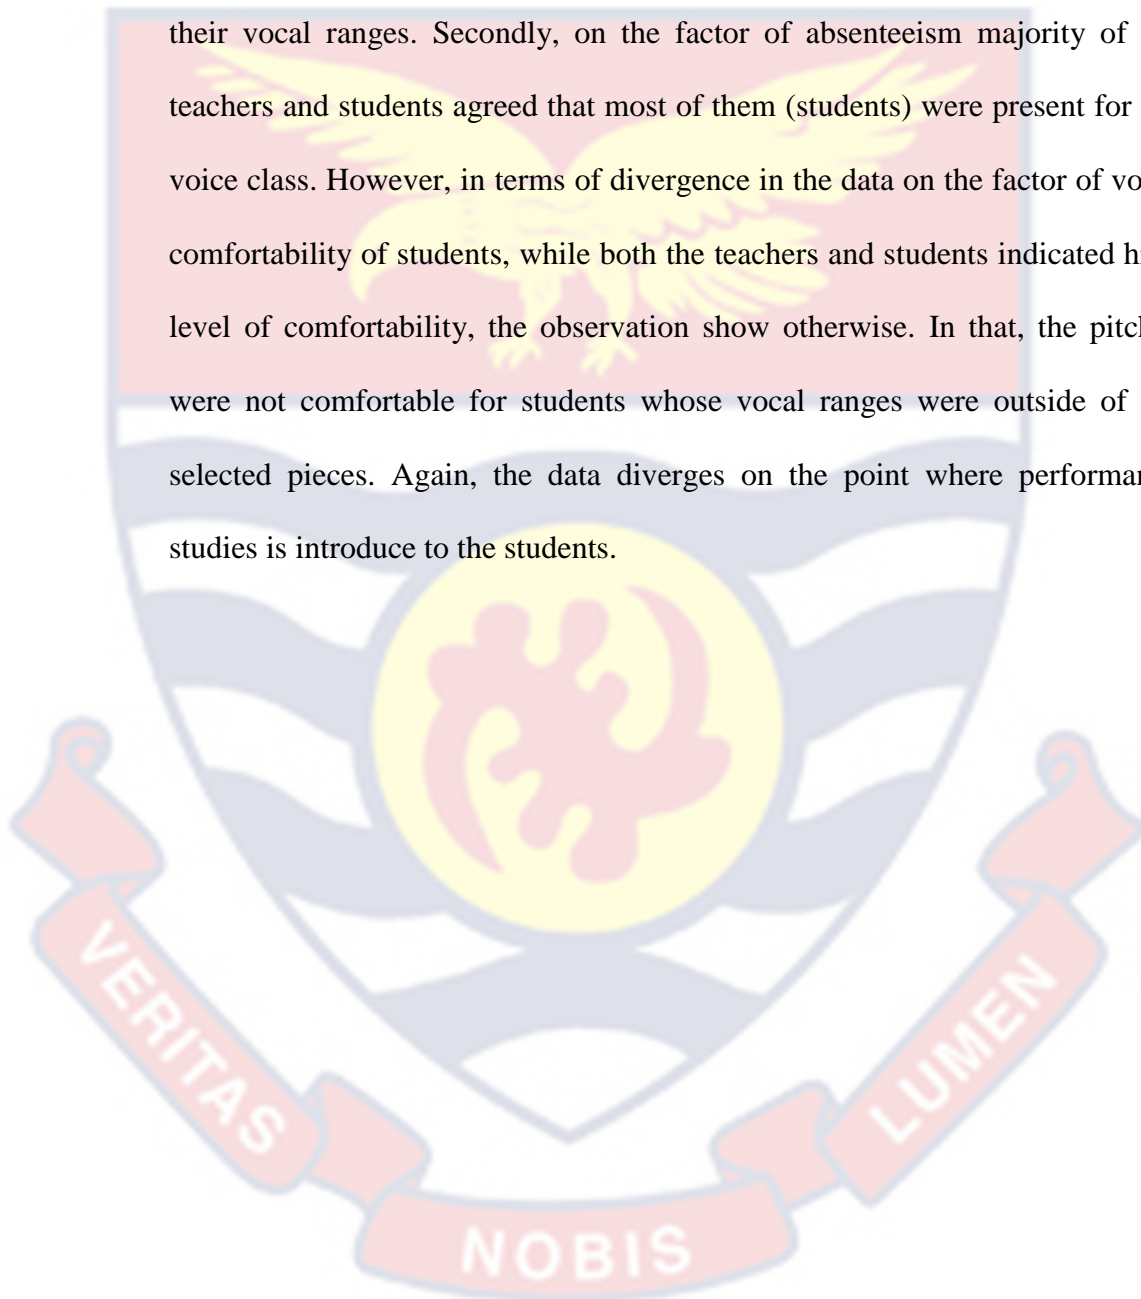 their vocal ranges. Secondly, on the factor of absenteeism majority of
teachers and students agreed that most of them (students) were present for
voice class. However, in terms of divergence in the data on the factor of vo
comfortability of students, while both the teachers and students indicated h
level of comfortability, the observation show otherwise. In that, the pitch
were not comfortable for students whose vocal ranges were outside of
selected pieces. Again, the data diverges on the point where performan
studies is introduce to the students.
VERITAS
NOBIS
LUMEN